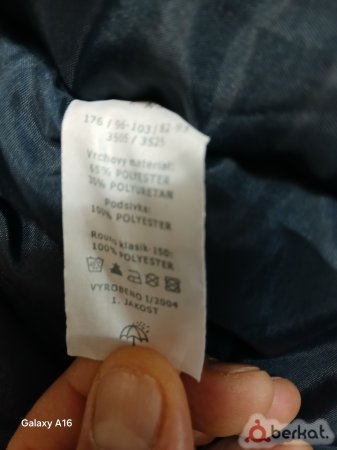 176 / 96-103 / 82-93
3505 / 3525
Vrchový materiál:
65% POLYESTER
35% POLYURETAN
Podšívka:
100% POLYESTER
Rouno klasik-150:
100% POLYESTER
VYROBENO I/2004
1. JAKOST
Galaxy A16
berkat.